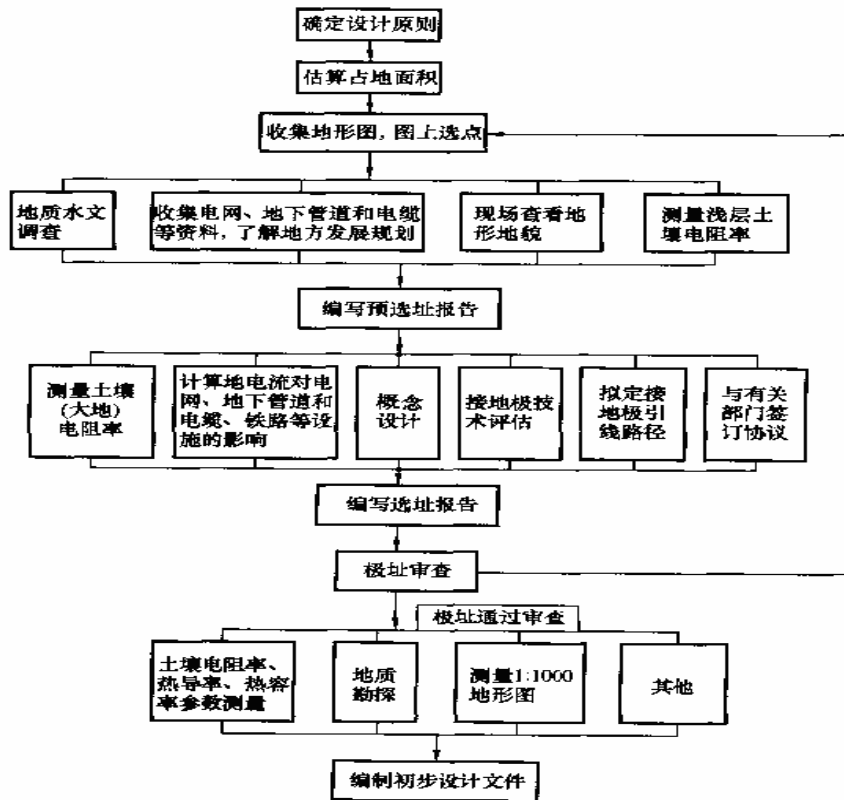 确定设计原则
估算占地面积
收集地形图,图上选点
地质水文
调查
收集电网、地下管道和电缆
等资料,了解地方发展规划
现场查看地
形地貌
测量浅层土
壤电阻率
编写预选址报告
测量土壤
(大地)
电阻率
计算地电流对电
网、地下管道和
电缆、铁路等设
施的影响
概念
设计
接地极技
术评估
拟定接
地极引
线路径
与有关
部门签
订协议
编写选址报告
极址审查
极址通过审查
土壤电阻率、
热导率、热容
率参数测量
地质
勘探
测量1:1000
地形图
其他
编制初步设计文件